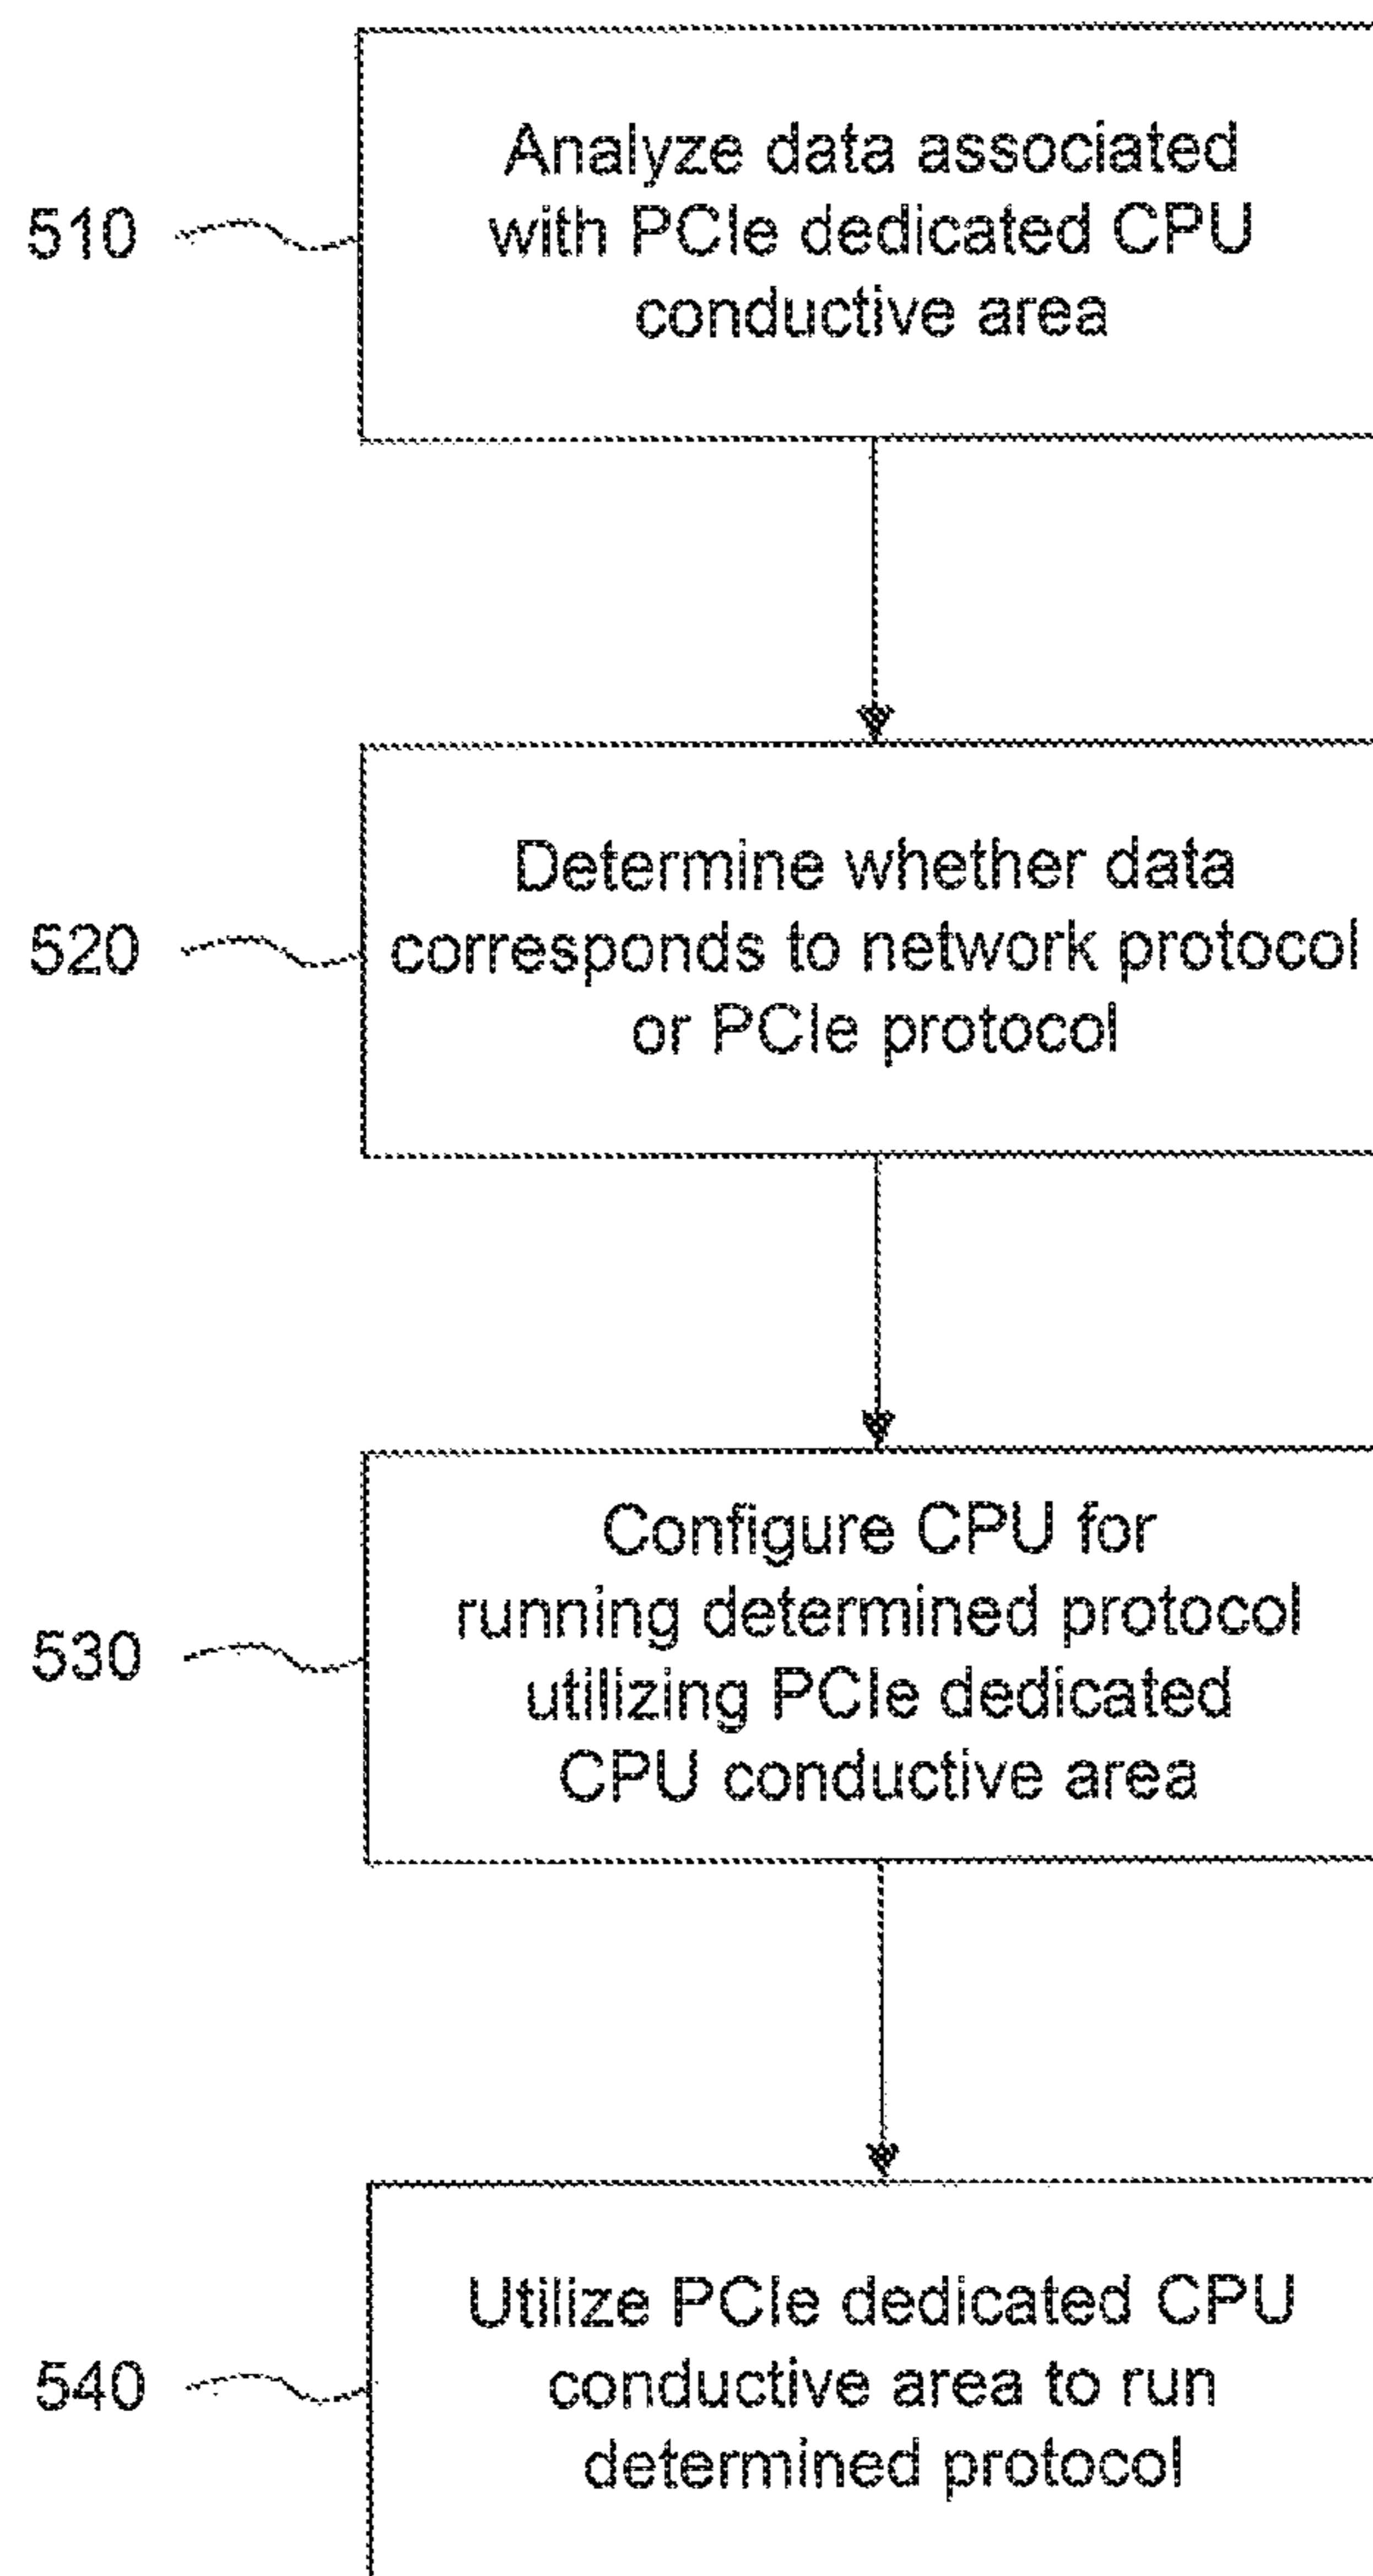 510
Analyze data associated
with PCIe dedicated CPU
conductive area
520
Determine whether data
corresponds to network protocol
or PCIe protocol
530
Configure CPU for
running determined protocol
utilizing PCIe dedicated
CPU conductive area
540
Utilize PCIe dedicated CPU
conductive area to run
determined protocol